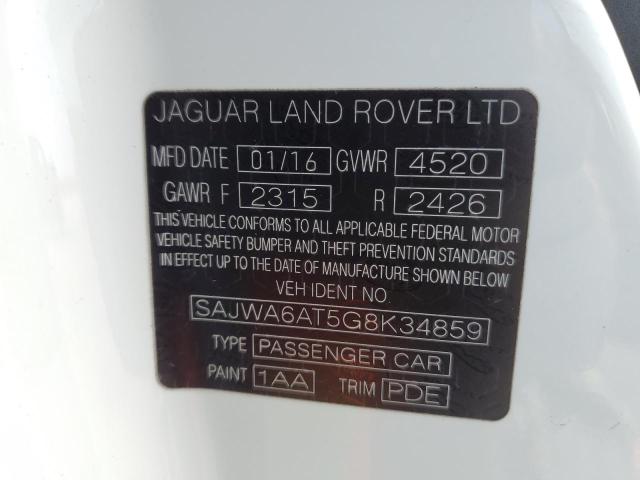 JAGUAR LAND ROVER LTD
MFD DATE 01/16 GVWR 4520
GAWR F 2315 R 2426
THIS VEHICLE CONFORMS TO ALL APPLICABLE FEDERAL MOTOR
VEHICLE SAFETY BUMPER AND THEFT PREVENTION STANDARDS
IN EFFECT UP TO THE DATE OF MANUFACTURE SHOWN BELOW
VEH IDENT NO
SAJWA6AT5G8K34859
TYPE PASSENGER CAR
PAINT 1AA TRIM PDE